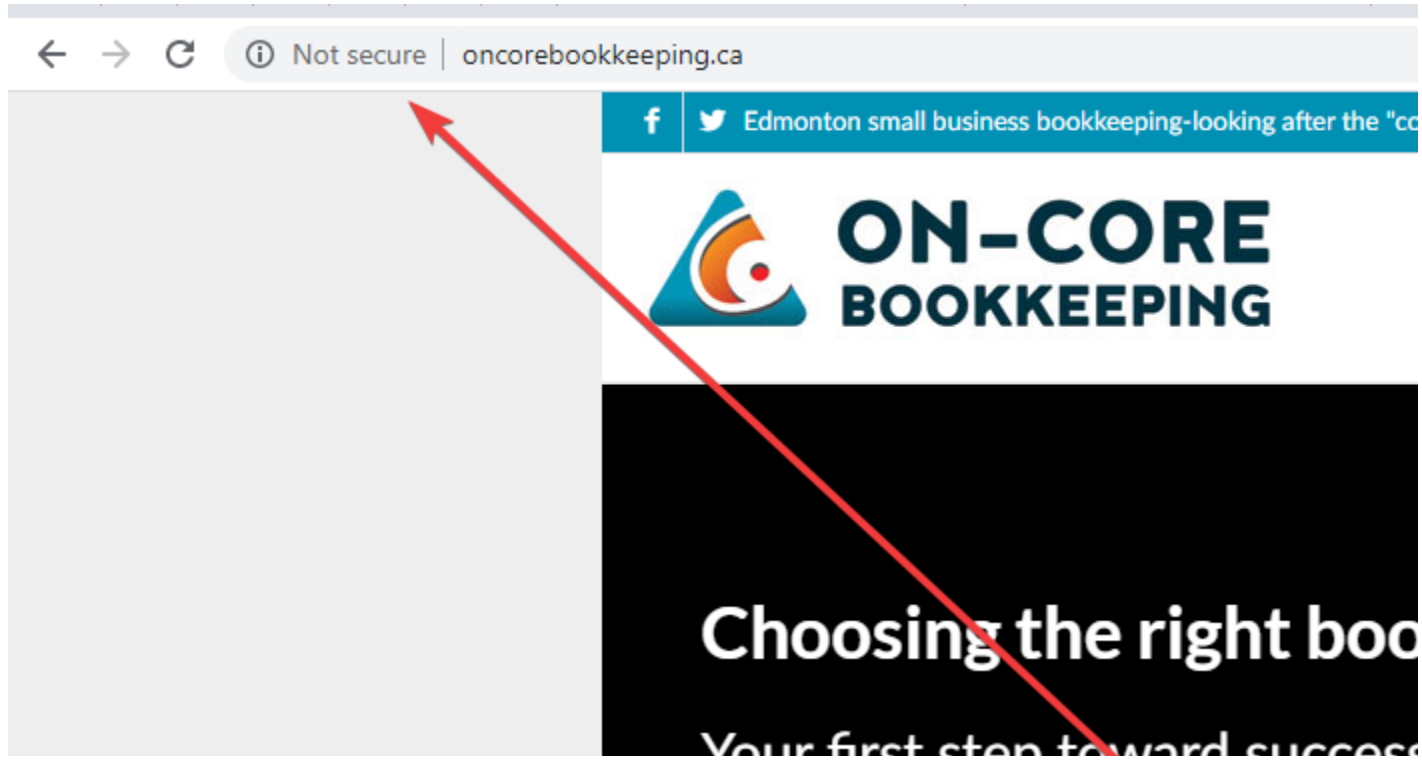 Not secure | oncorebookkeeping.ca
Edmonton small business bookkeeping-looking after the "co
ON-CORE
BOOKKEEPING
Choosing the right boo
Your first step toward success